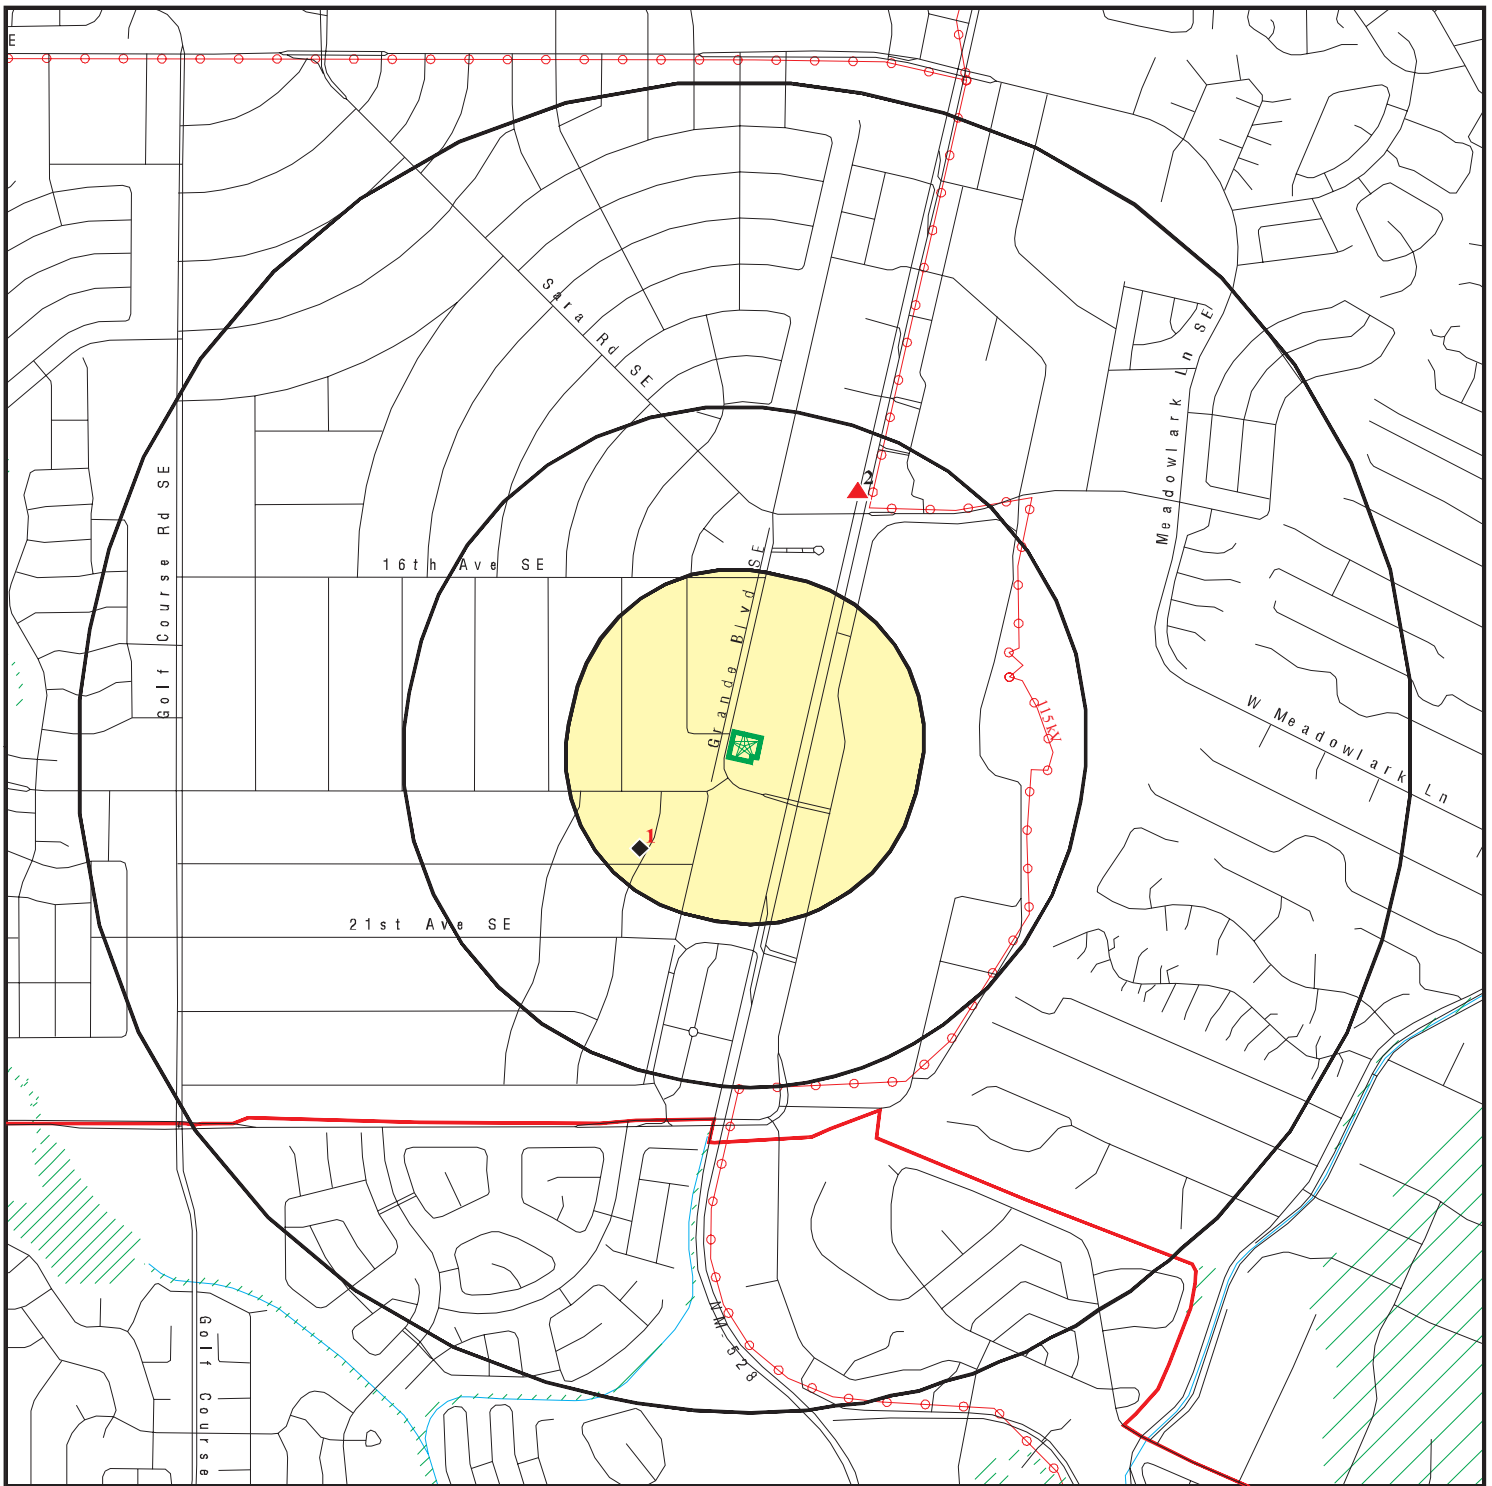 E
Sara Rd SE
Meadowlark Ln SE
2
Golf Course Rd SE
16th Ave SE
Grande Blvd SE
115kV
W Meadowlark Ln
1
21st Ave SE
NM-528
Golf Course